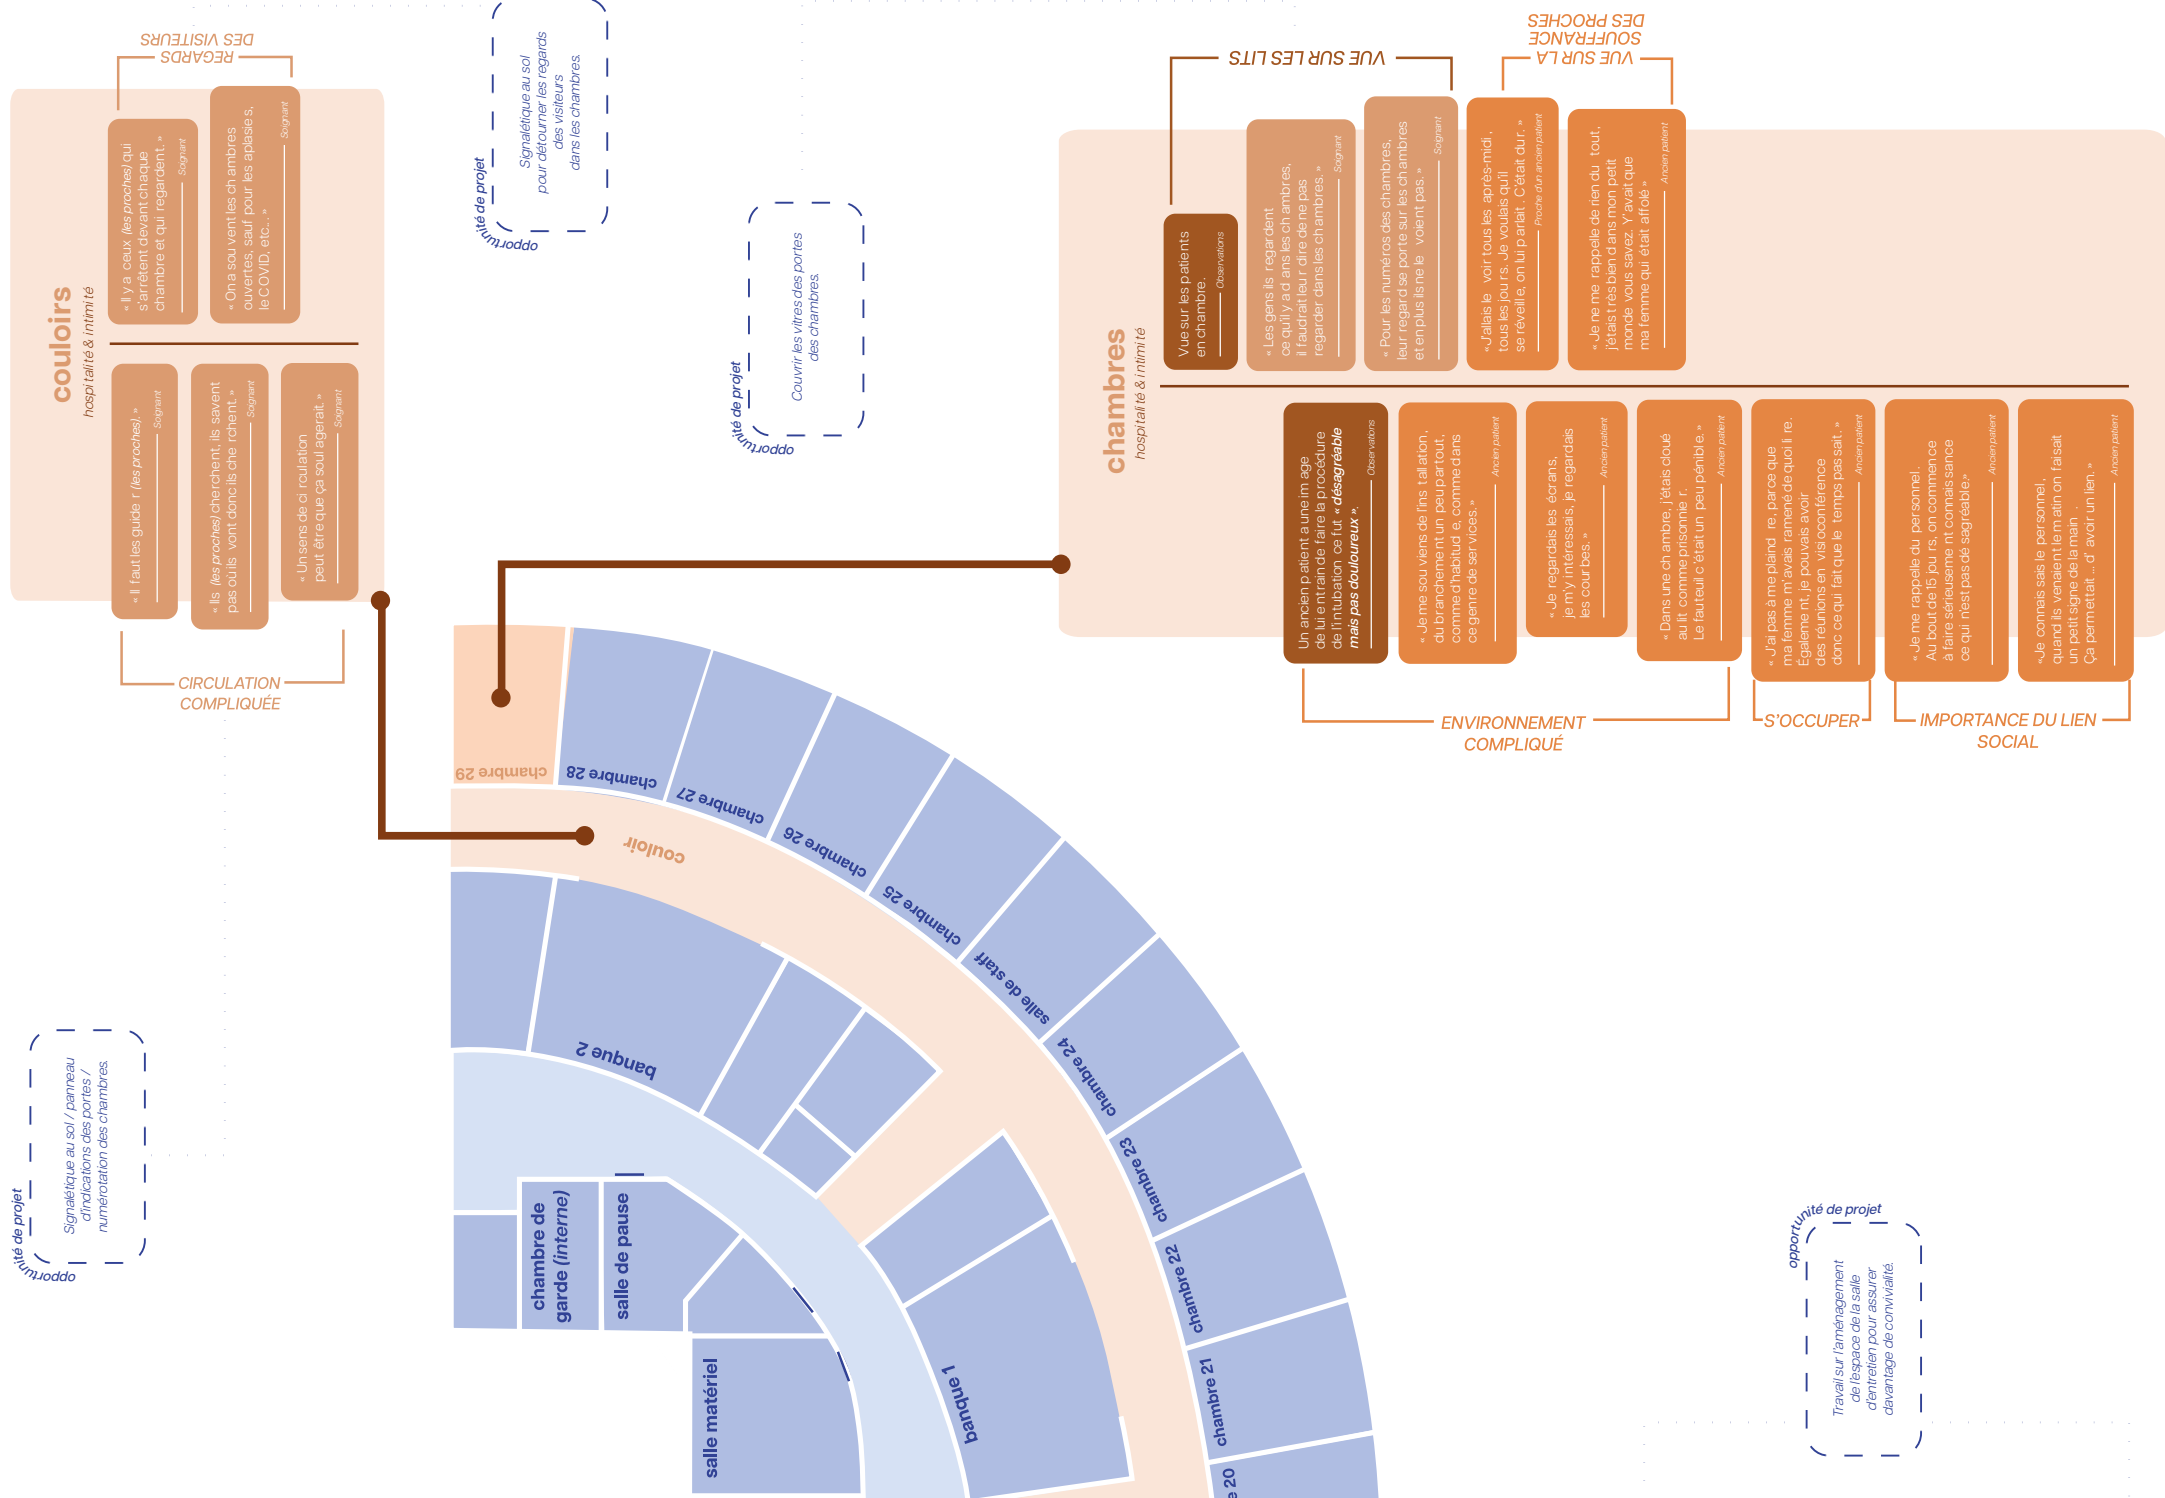 REGARDS
DES VISITEURS
couloirs
hospitalité & intimité
« Il y a ceux (les proches) qui
s'arrêtent devant chaque
chambre et qui regardent. »
Soignant
« On a souvent les chambres
ouvertes, sauf pour les aplasies,
le COVID, etc.. »
Soignant
« Il faut les guider (les proches). »
Soignant
« Ils (les proches) cherchent, ils savent
pas où ils vont donc ils cherchent. »
Soignant
« Un sens de circulation
peut être que ça soulagerait. »
Soignant
CIRCULATION
COMPLIQUÉE
opportunité de projet
Signalétique au sol
pour détourner les regards
des visiteurs
dans les chambres.
opportunité de projet
Couvrir les vitres des portes
des chambres.
VUE SUR LES LITS
VUE SUR LA
SOUFFRANCE
DES PROCHES
chambres
hospitalité & intimité
Vue sur les patients
en chambre.
Observations
« Les gens ils regardent
ce qu'il y a dans les chambres,
il faudrait leur dire de ne pas
regarder dans les chambres. »
Soignant
« Pour les numéros des chambres,
leur regard se porte sur les chambres
et en plus ils ne le voient pas. »
Soignant
« J'allais le voir tous les après-midi,
tous les jours. Je voulais qu'il
se réveille, on lui parlait. C'était dur. »
Proche d'un ancien patient
« Je ne me rappelle de rien du tout,
j'étais très bien dans mon petit
monde vous savez. Y'avait que
ma femme qui était affolé »
Ancien patient
Un ancien patient a une image
de lui en train de faire la procédure
de l'intubation ce fut « désagréable
mais pas douloureux ».
Observations
« Je me souviens de l'installation,
du branchement un peu partout,
comme d'habitude, comme dans
ce genre de services. »
Ancien patient
« Je regardais les écrans,
je m'y intéressais, je regardais
les courbes. »
Ancien patient
« Dans une chambre, j'étais cloué
au lit comme prisonnier.
Le fauteuil c'était un peu pénible. »
Ancien patient
« J'ai pas à me plaindre, parce que
ma femme m'avais ramené de quoi lire.
Également, je pouvais avoir
des réunions en visioconférence
donc ce qui fait que le temps passait. »
Ancien patient
« Je me rappelle du personnel.
Au bout de 15 jours, on commence
à faire sérieusement connaissance
ce qui n'est pas désagréable.»
Ancien patient
«Je connaissais le personnel,
quand ils venaient le matin on faisait
un petit signe de la main .
Ça permettait ... d' avoir un lien. »
Ancien patient
ENVIRONNEMENT
COMPLIQUÉ
S'OCCUPER
IMPORTANCE DU LIEN
SOCIAL
chambre 29
chambre 28
chambre 27
chambre 26
chambre 25
salle de staff
chambre 24
chambre 23
chambre 22
chambre 21
e 20
couloir
banque 2
banque 1
chambre de
garde (interne)
salle de pause
salle matériel
opportunité de projet
Signalétique au sol / panneau
d'indications des portes /
numérotation des chambres.
opportunité de projet
Travail sur l'aménagement
de l'espace de la salle
d'entretien pour assurer
davantage de convivialité.